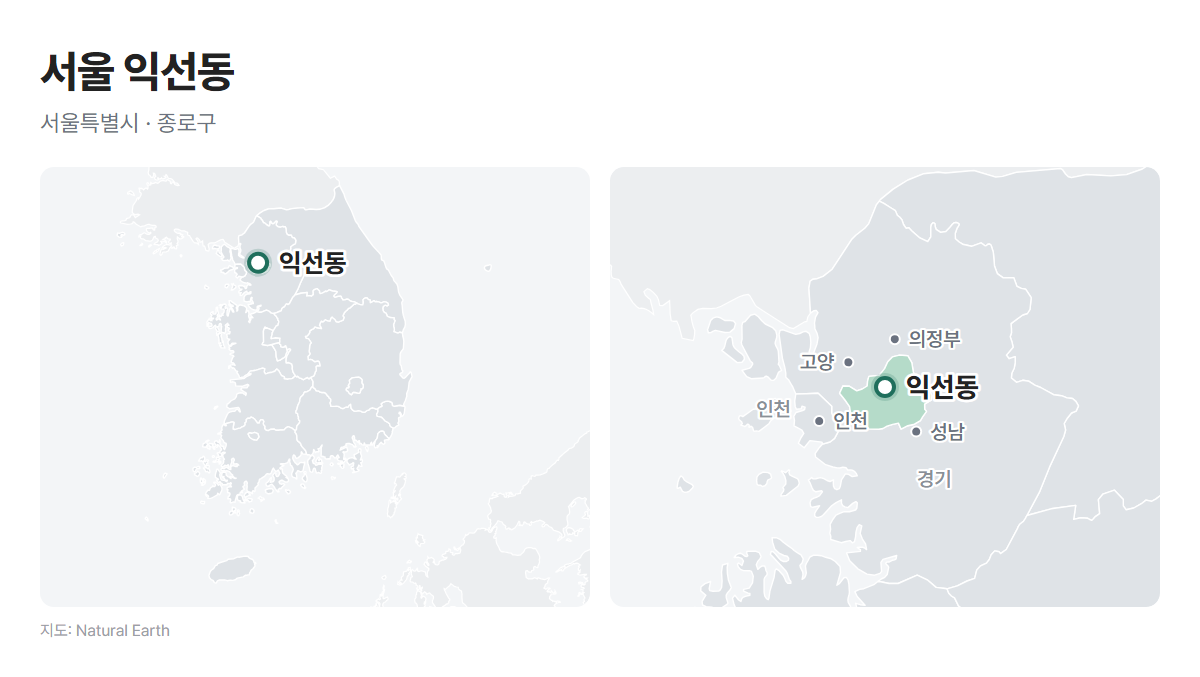 서울 익선동
서울특별시 · 종로구
익선동
의정부
고양
익선동
인천
인천
성남
경기
지도: Natural Earth